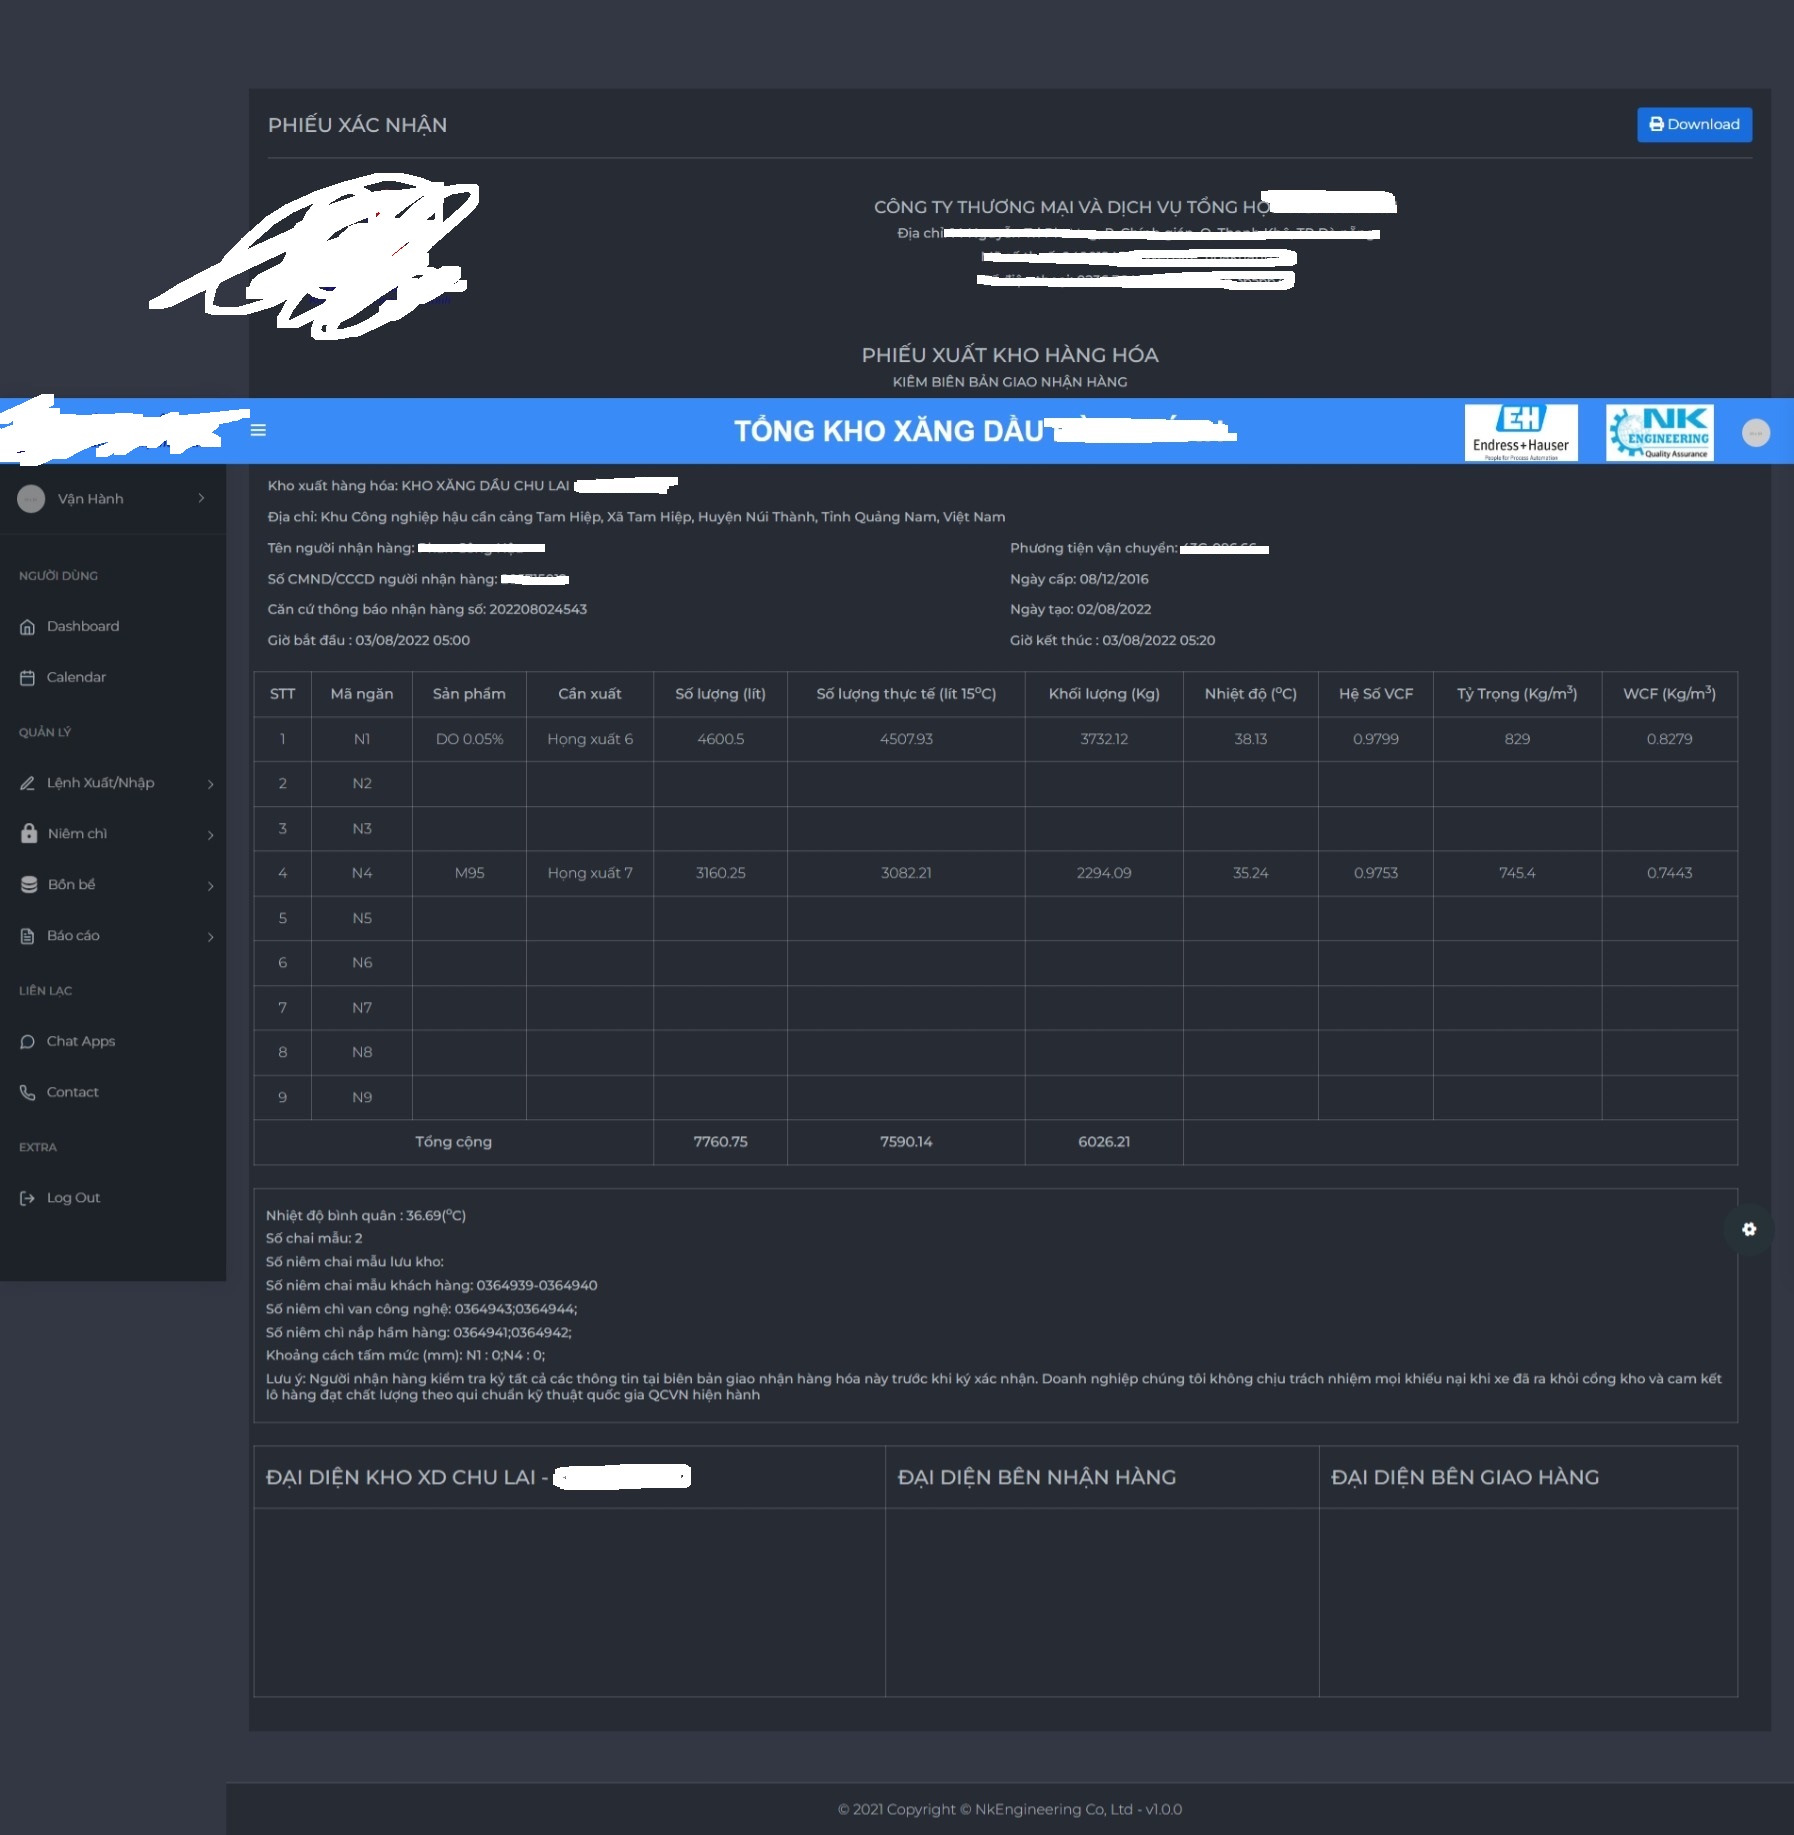 PHIẾU XÁC NHẬN
Download
CÔNG TY THƯƠNG MẠI VÀ DỊCH VỤ TỔNG
Địa chỉ
PHIẾU XUẤT KHO HÀNG HÓA
KIÊM BIÊN BẢN GIAO NHẬN HÀNG
TỔNG KHO XĂNG DẦU
EH
Endress+Hauser
People for Process Automation
NK
ENGINEERING
Quality Assurance
Vận Hành
NGƯỜI DÙNG
Dashboard
Calendar
QUẢN LÝ
Lệnh Xuất/Nhập
Niêm chì
Bồn bể
Báo cáo
LIÊN LẠC
Chat Apps
Contact
EXTRA
Log Out
Kho xuất hàng hóa: KHO XĂNG DẦU CHU LAI
Địa chỉ: Khu Công nghiệp hậu cần cảng Tam Hiệp, Xã Tam Hiệp, Huyện Núi Thành, Tỉnh Quảng Nam, Việt Nam
Tên người nhận hàng:
Phương tiện vận chuyển:
Số CMND/CCCD người nhận hàng:
Ngày cấp: 08/12/2016
Căn cứ thông báo nhận hàng số: 202208024543
Ngày tạo: 02/08/2022
Giờ bắt đầu : 03/08/2022 05:00
Giờ kết thúc : 03/08/2022 05:20
STT Mã ngăn Sản phẩm Cần xuất Số lượng (lít) Số lượng thực tế (lít 15⁰C) Khối lượng (Kg) Nhiệt độ (⁰C) Hệ Số VCF Tỷ Trọng (Kg/m³) WCF (Kg/m³)
1 N1 DO 0.05% Họng xuất 6 4600.5 4507.93 3732.12 38.13 0.9799 829 0.8279
2 N2
3 N3
4 N4 M95 Họng xuất 7 3160.25 3082.21 2294.09 35.24 0.9753 745.4 0.7443
5 N5
6 N6
7 N7
8 N8
9 N9
Tổng cộng 7760.75 7590.14 6026.21
Nhiệt độ bình quân : 36.69(⁰C)
Số chai mẫu: 2
Số niêm chai mẫu lưu kho:
Số niêm chai mẫu khách hàng: 0364939-0364940
Số niêm chì van công nghệ: 0364943;0364944;
Số niêm chì nắp hầm hàng: 0364941;0364942;
Khoảng cách tấm mức (mm): N1 : 0;N4 : 0;
Lưu ý: Người nhận hàng kiểm tra kỷ tất cả các thông tin tại biên bản giao nhận hàng hóa này trước khi ký xác nhận. Doanh nghiệp chúng tôi không chịu trách nhiệm mọi khiếu nại khi xe đã ra khỏi cổng kho và cam kết
lô hàng đạt chất lượng theo qui chuẩn kỹ thuật quốc gia QCVN hiện hành
ĐẠI DIỆN KHO XD CHU LAI -
ĐẠI DIỆN BÊN NHẬN HÀNG
ĐẠI DIỆN BÊN GIAO HÀNG
© 2021 Copyright © NkEngineering Co, Ltd - v1.0.0